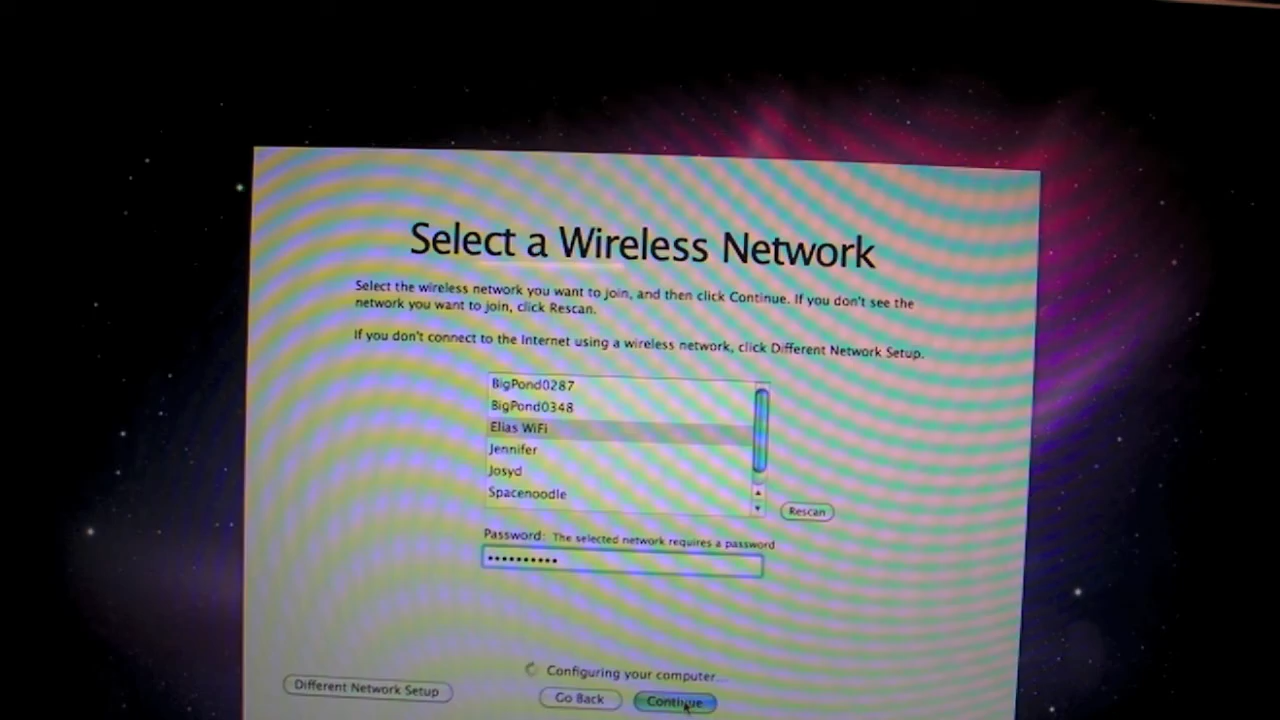 Select a Wireless Network
Select the wireless network you want to join, and then click Continue. If you don't see the
network you want to join, click Rescan.
If you don't connect to the Internet using a wireless network, click Different Network Setup.
BigPond0287
BigPond0348
Elias WiFi
Jennifer
Josyd
Spacenoodle
Rescan
Password: The selected network requires a password
••••••••••
Configuring your computer...
Different Network Setup
Go Back
Continue